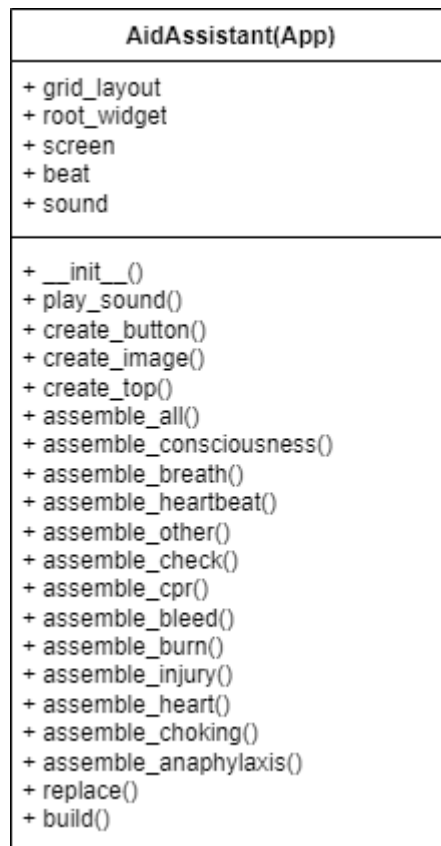 AidAssistant(App)
+ grid_layout
+ root_widget
+ screen
+ beat
+ sound
+ __init__()
+ play_sound()
+ create_button()
+ create_image()
+ create_top()
+ assemble_all()
+ assemble_consciousness()
+ assemble_breath()
+ assemble_heartbeat()
+ assemble_other()
+ assemble_check()
+ assemble_cpr()
+ assemble_bleed()
+ assemble_burn()
+ assemble_injury()
+ assemble_heart()
+ assemble_choking()
+ assemble_anaphylaxis()
+ replace()
+ build()